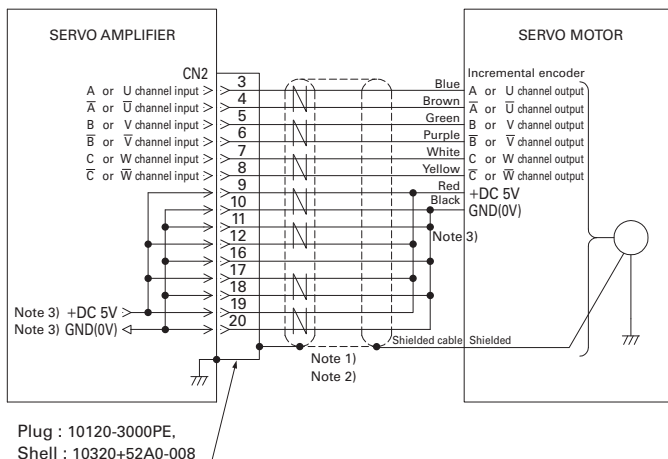 SERVO AMPLIFIER
SERVO MOTOR
CN2
Incremental encoder
A or U channel input 3 Blue A or U channel output
A̅ or U̅ channel input 4 Brown A̅ or U̅ channel output
B or V channel input 5 Green B or V channel output
B̅ or V̅ channel input 6 Purple B̅ or V̅ channel output
C or W channel input 7 White C or W channel output
C̅ or W̅ channel input 8 Yellow C̅ or W̅ channel output
9 Red +DC 5V
10 Black GND(0V)
11
Note 3)
12
16
17
18
Note 3) +DC 5V 19
Note 3) GND(0V) 20
Shielded cable Shielded
Note 1)
Note 2)
Plug : 10120-3000PE,
Shell : 10320+52A0-008